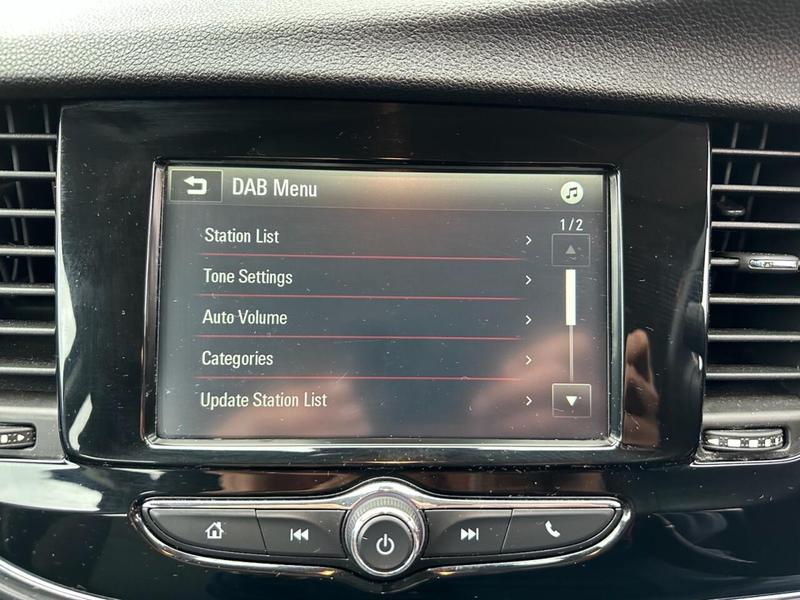 DAB Menu
1/2
Station List
Tone Settings
Auto Volume
Categories
Update Station List